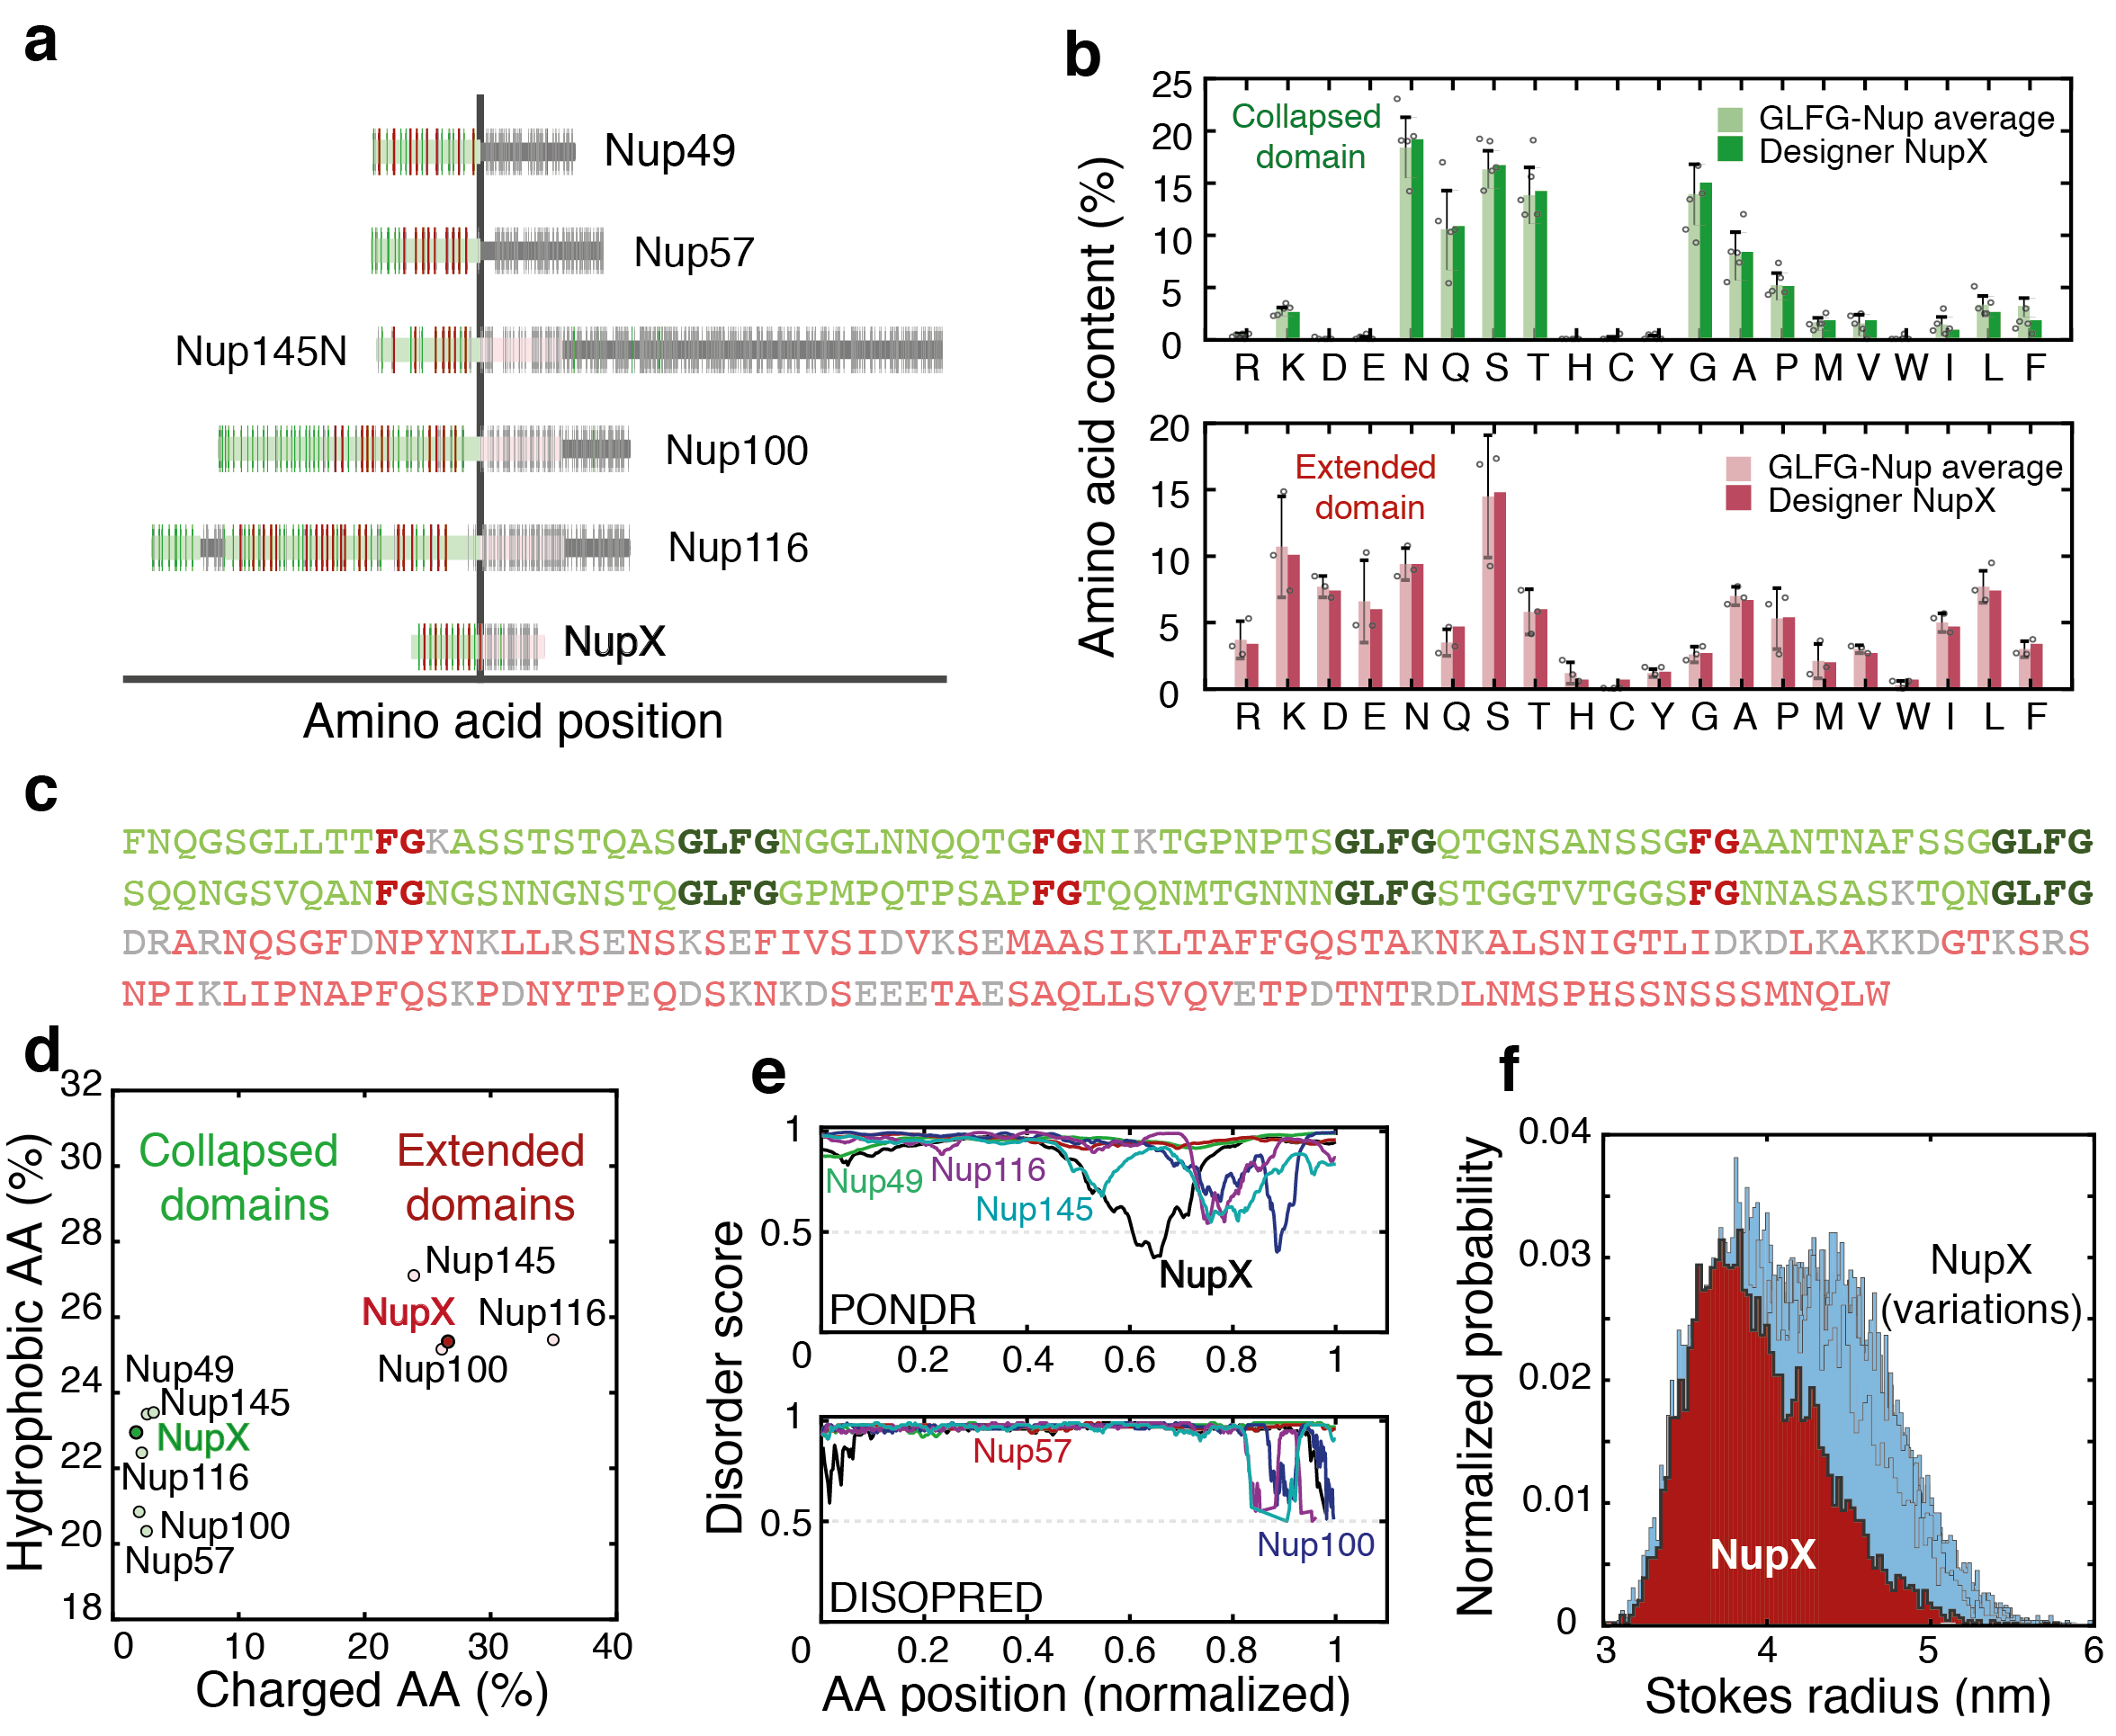 a
Nup49
Nup57
Nup145N
Nup100
Nup116
NupX
Amino acid position
b
Amino acid content (%)
25
20
15
10
5
0
Collapsed
domain
GLFG-Nup average
Designer NupX
R K D E N Q S T H C Y G A P M V W I L F
20
15
10
5
0
Extended
domain
GLFG-Nup average
Designer NupX
R K D E N Q S T H C Y G A P M V W I L F
c
FNQGSGLLTTFGKASSTSTQASGLFGNGGLNNQQTGFGNIKTGPNPTSGLFGQTGNSANSSGFGAANTNAFSSGGLFG
SQQNGSVQANFGNGSNNGNSTQGLFGGPMPQTPSAPFGTQQNMTGNNNGLFGSTGGTVTGGSFGNNASASKTQNGLFG
DRARNQSGFDNPYNKLLRSENSKSEFIVSIDVKSEMAASIKLTAFFGQSTAKNKALSNIGTLIDKDLKAKKDGTKSRS
NPIKLIPNAPFQSKPDNYTPEQDSKNKDSEEETAESAQLLSVQVETPDTNTRDLNMSPHSSNSSSMNQLW
d
Hydrophobic AA (%)
32
30
28
26
24
22
20
18
Collapsed
domains
Extended
domains
Nup145
NupX
Nup116
Nup100
Nup49
Nup145
NupX
Nup116
Nup100
Nup57
0 10 20 30 40
Charged AA (%)
e
Disorder score
1
0.5
Nup49
Nup116
Nup145
NupX
PONDR
0 0.2 0.4 0.6 0.8 1
1
0.5
Nup57
Nup100
DISOPRED
0 0.2 0.4 0.6 0.8 1
AA position (normalized)
f
Normalized probability
0.04
0.03
0.02
0.01
0
NupX
(variations)
NupX
3 4 5 6
Stokes radius (nm)